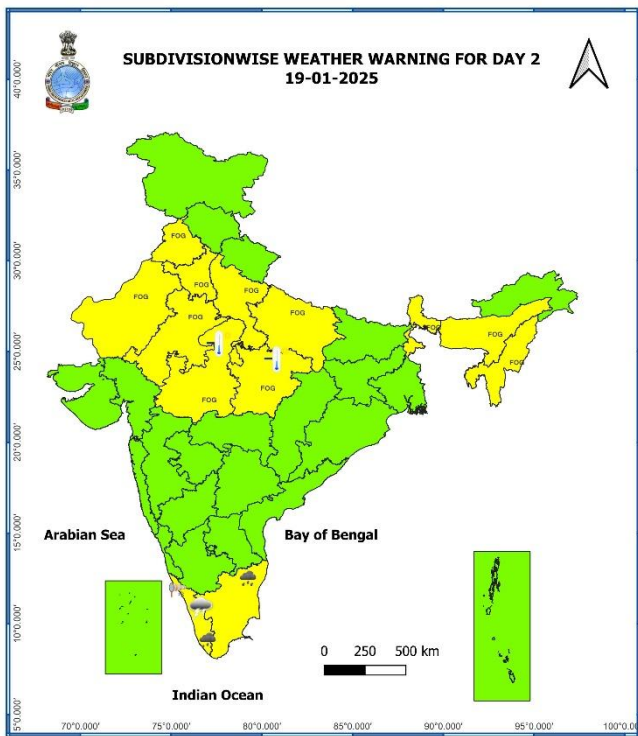 SUBDIVISIONWISE WEATHER WARNING FOR DAY 2
19-01-2025
40°0.000'
35°0.000'
30°0.000'
25°0.000'
20°0.000'
15°0.000'
10°0.000'
5°0.000'
FOG
FOG
FOG
FOG
FOG
FOG
FOG
FOG
FOG
FOG
FOG
Arabian Sea
Bay of Bengal
0 250 500 km
Indian Ocean
70°0.000' 75°0.000' 80°0.000' 85°0.000' 90°0.000' 95°0.000' 100°0.000'